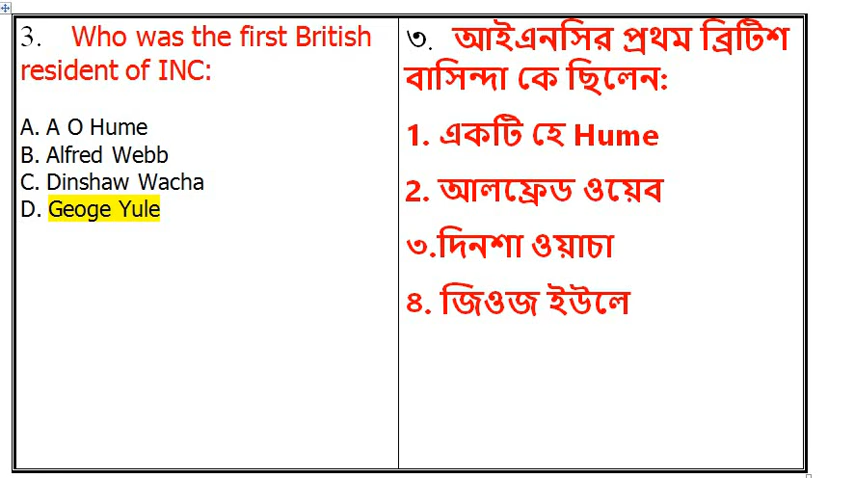 3. Who was the first British
resident of INC:
A. A O Hume
B. Alfred Webb
C. Dinshaw Wacha
D. Geoge Yule
৩. আইএনসির প্রথম ব্রিটিশ
বাসিন্দা কে ছিলেন:
1. একটি হে Hume
2. আলফ্রেড ওয়েব
৩.দিনশা ওয়াচা
৪. জিওজ ইউলে